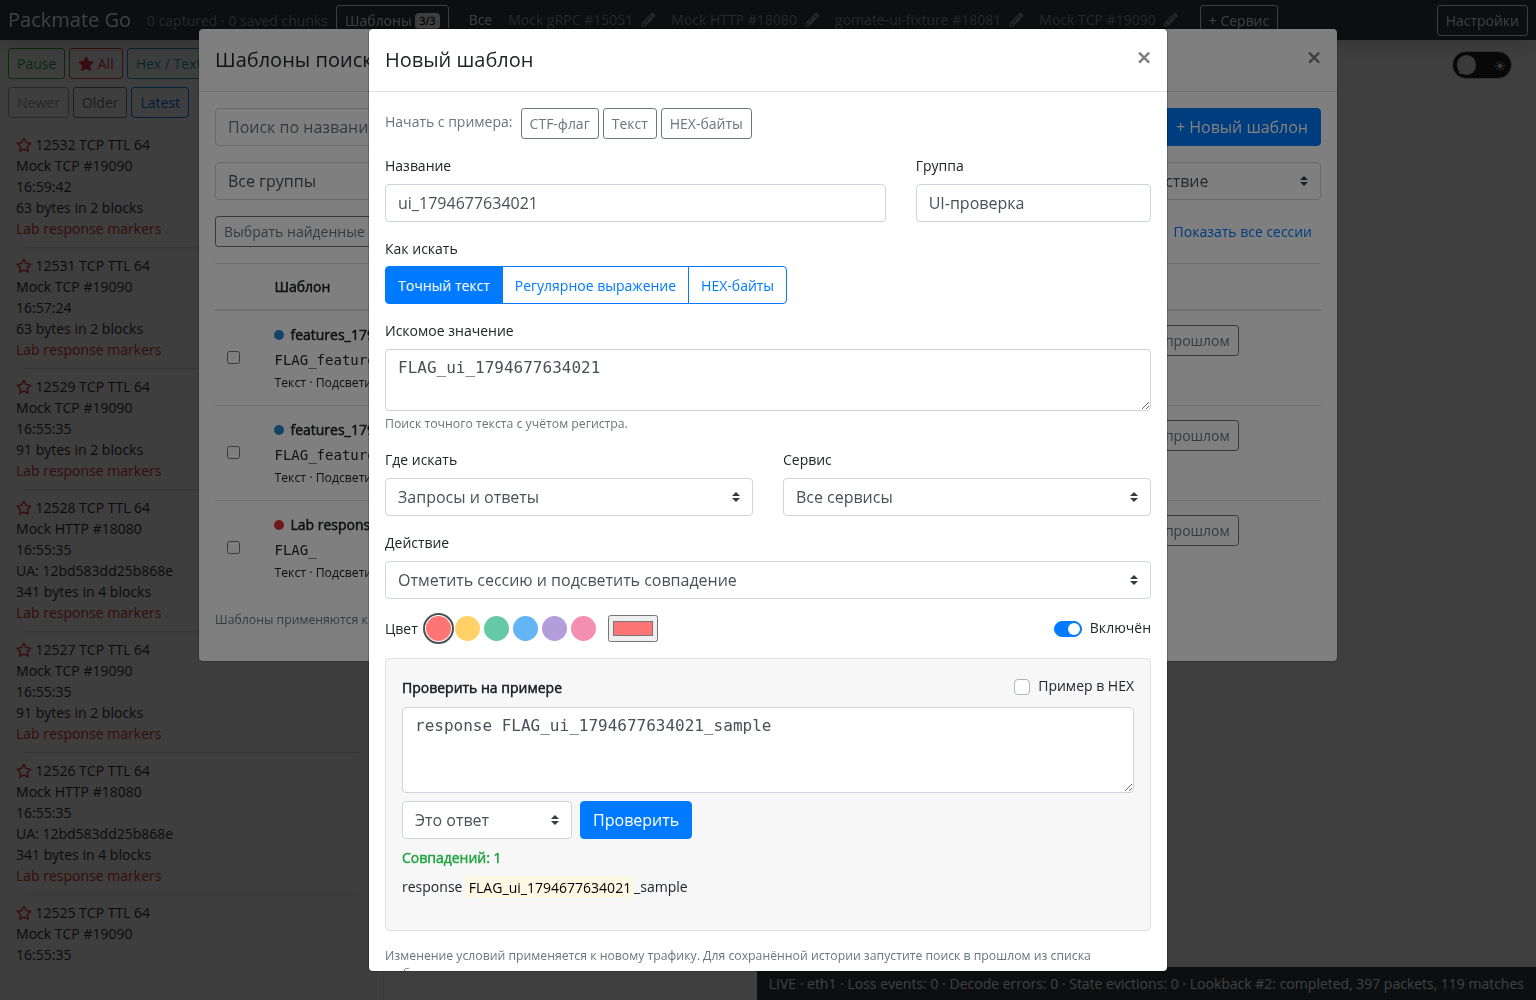 Packmate Go
0 captured · 0 saved chunks
Шаблоны 3/3
Все
Mock gRPC #15051
Mock HTTP #18080
gomate-ui-fixture #18081
Mock TCP #19090
+ Сервис
Настройки
Pause
All
Hex / Text
Newer
Older
Latest
12532 TCP TTL 64
Mock TCP #19090
16:59:42
63 bytes in 2 blocks
Lab response markers
12531 TCP TTL 64
Mock TCP #19090
16:57:24
63 bytes in 2 blocks
Lab response markers
12529 TCP TTL 64
Mock TCP #19090
16:55:35
91 bytes in 2 blocks
Lab response markers
12528 TCP TTL 64
Mock HTTP #18080
16:55:35
UA: 12bd583dd25b868e
341 bytes in 4 blocks
Lab response markers
12527 TCP TTL 64
Mock TCP #19090
16:55:35
91 bytes in 2 blocks
Lab response markers
12526 TCP TTL 64
Mock HTTP #18080
16:55:35
UA: 12bd583dd25b868e
341 bytes in 4 blocks
Lab response markers
12525 TCP TTL 64
Mock TCP #19090
16:55:35
Шаблоны поиск
×
Поиск по названи
+ Новый шаблон
Все группы
ствие
Выбрать найденные
Показать все сессии
Шаблон
features_179
FLAG_feature
Текст · Подсвети
прошлом
features_179
FLAG_feature
Текст · Подсвети
прошлом
Lab respons
FLAG_
Текст · Подсвети
прошлом
Шаблоны применяются к
Новый шаблон
×
Начать с примера:
CTF-флаг
Текст
HEX-байты
Название
Группа
ui_1794677634021
UI-проверка
Как искать
Точный текст
Регулярное выражение
HEX-байты
Искомое значение
FLAG_ui_1794677634021
Поиск точного текста с учётом регистра.
Где искать
Сервис
Запросы и ответы
Все сервисы
Действие
Отметить сессию и подсветить совпадение
Цвет
Включён
Проверить на примере
Пример в HEX
response FLAG_ui_1794677634021_sample
Это ответ
Проверить
Совпадений: 1
response FLAG_ui_1794677634021_sample
Изменение условий применяется к новому трафику. Для сохранённой истории запустите поиск в прошлом из списка
LIVE · eth1 · Loss events: 0 · Decode errors: 0 · State evictions: 0 · Lookback #2: completed, 397 packets, 119 matches